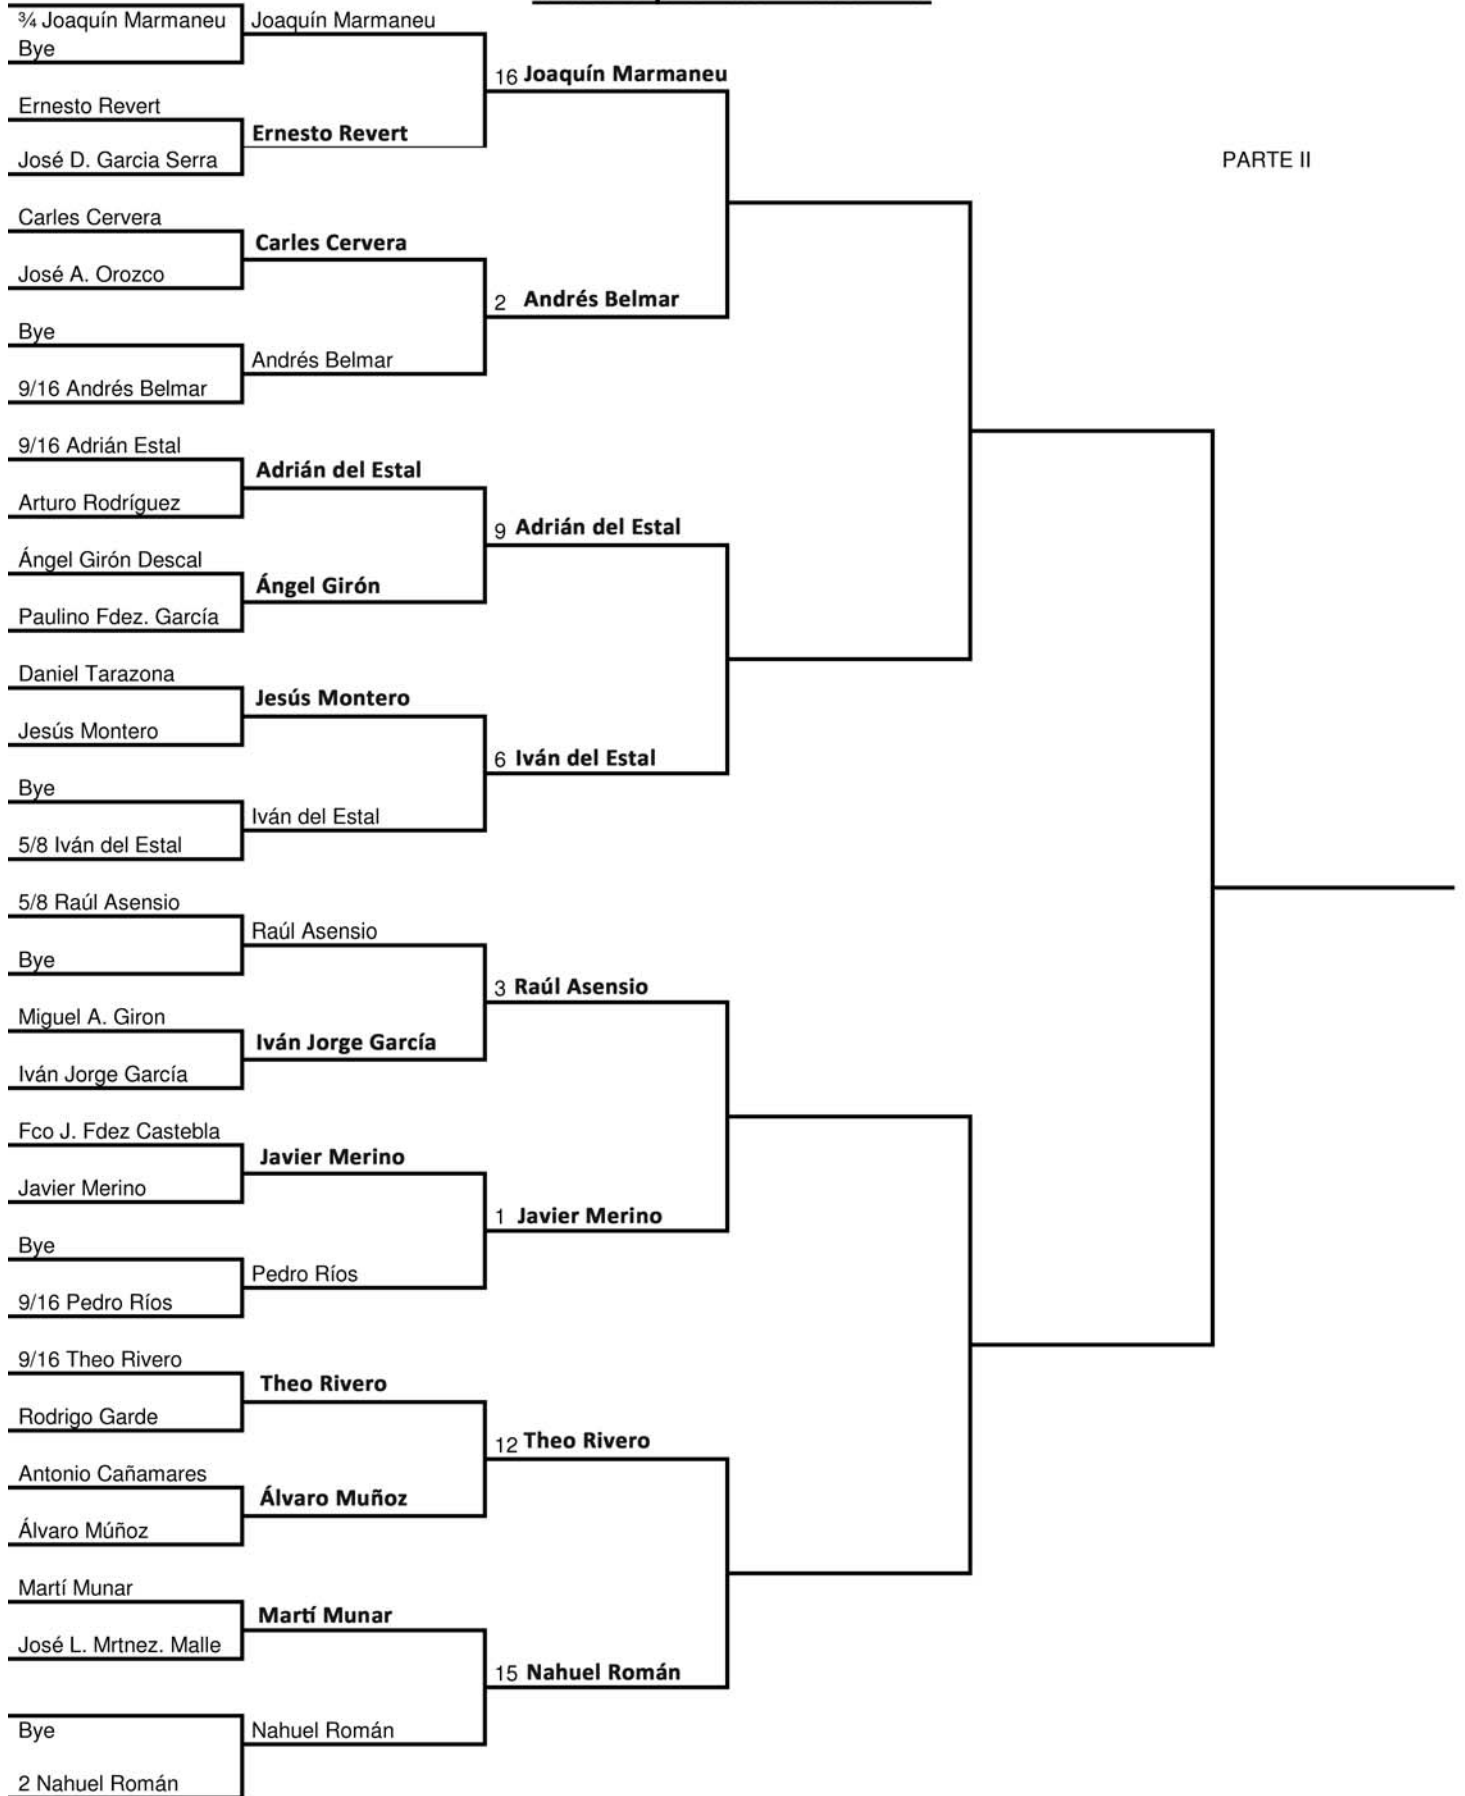 ¾ Joaquín Marmaneu
Joaquín Marmaneu
Bye
16 Joaquín Marmaneu
Ernesto Revert
Ernesto Revert
José D. Garcia Serra
PARTE II
Carles Cervera
Carles Cervera
José A. Orozco
2 Andrés Belmar
Bye
Andrés Belmar
9/16 Andrés Belmar
9/16 Adrián Estal
Adrián del Estal
Arturo Rodríguez
9 Adrián del Estal
Ángel Girón Descal
Ángel Girón
Paulino Fdez. García
Daniel Tarazona
Jesús Montero
Jesús Montero
6 Iván del Estal
Bye
Iván del Estal
5/8 Iván del Estal
5/8 Raúl Asensio
Raúl Asensio
Bye
3 Raúl Asensio
Miguel A. Giron
Iván Jorge García
Iván Jorge García
Fco J. Fdez Castebla
Javier Merino
Javier Merino
1 Javier Merino
Bye
Pedro Ríos
9/16 Pedro Ríos
9/16 Theo Rivero
Theo Rivero
Rodrigo Garde
12 Theo Rivero
Antonio Cañamares
Álvaro Muñoz
Álvaro Múñoz
Martí Munar
Martí Munar
José L. Mrtnez. Malle
15 Nahuel Román
Bye
Nahuel Román
2 Nahuel Román